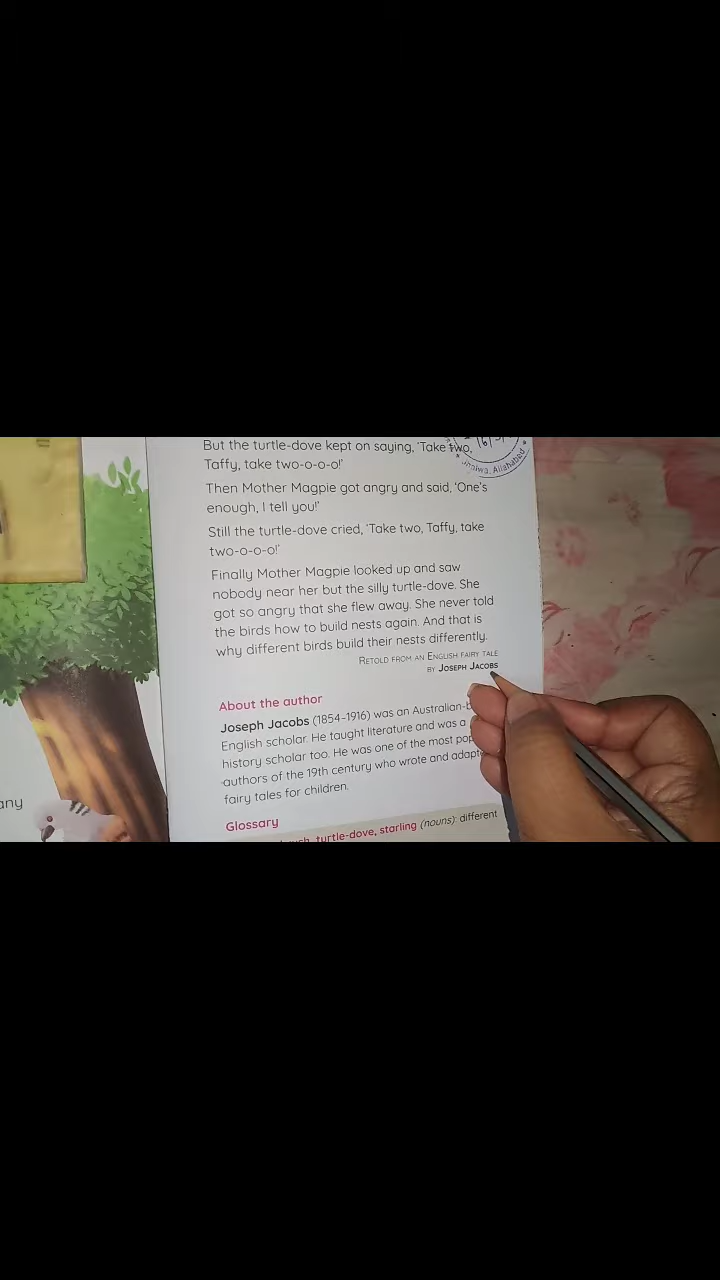 But the turtle-dove kept on saying, 'Take two,
Taffy, take two-o-o-o!'
Then Mother Magpie got angry and said, 'One's
enough, I tell you!'
Still the turtle-dove cried, 'Take two, Taffy, take
two-o-o-o!'
Finally Mother Magpie looked up and saw
nobody near her but the silly turtle-dove. She
got so angry that she flew away. She never told
the birds how to build nests again. And that is
why different birds build their nests differently.
RETOLD FROM AN ENGLISH FAIRY TALE
BY JOSEPH JACOBS
About the author
Joseph Jacobs (1854–1916) was an Australian-b
English scholar. He taught literature and was a
history scholar too. He was one of the most pop
authors of the 19th century who wrote and adapte
fairy tales for children.
Glossary
turtle-dove, starling (nouns): different
any
Allahabad